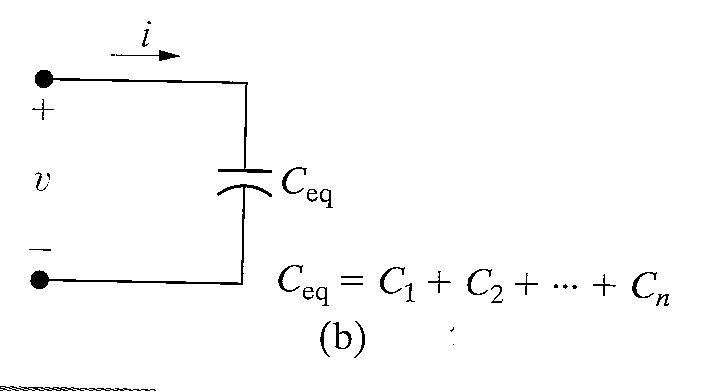 i
+
v
−
C_eq
C_eq = C_1 + C_2 + ··· + C_n
(b)